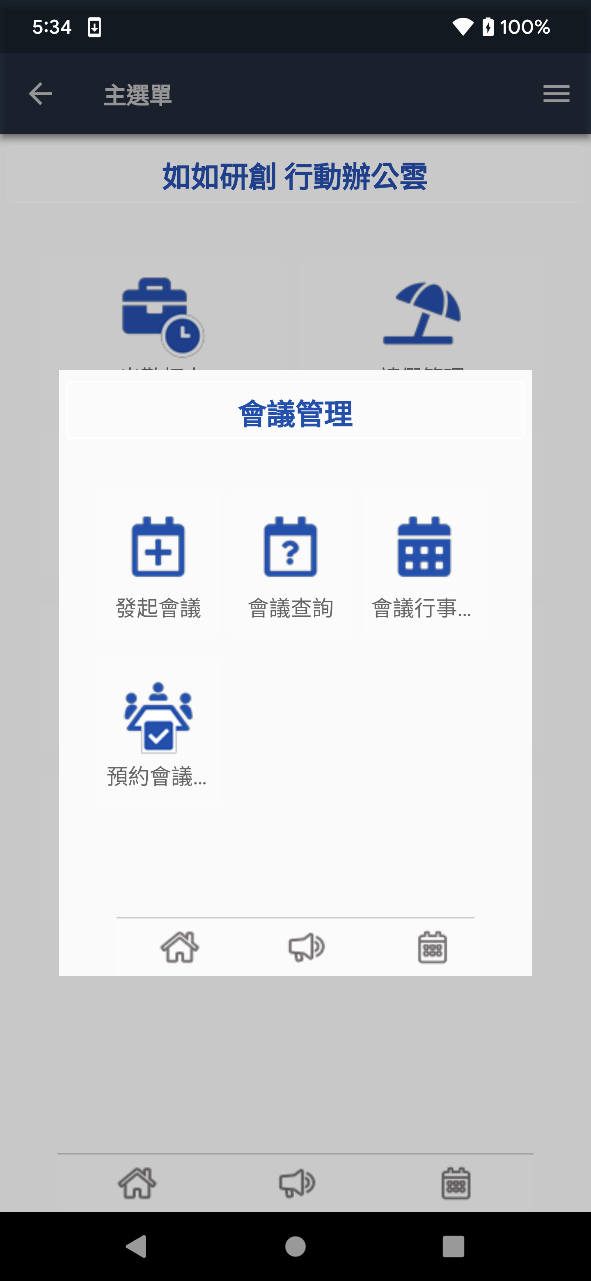 5:34
100%
主選單
如如研創 行動辦公雲
會議管理
發起會議
會議查詢
會議行事...
預約會議...